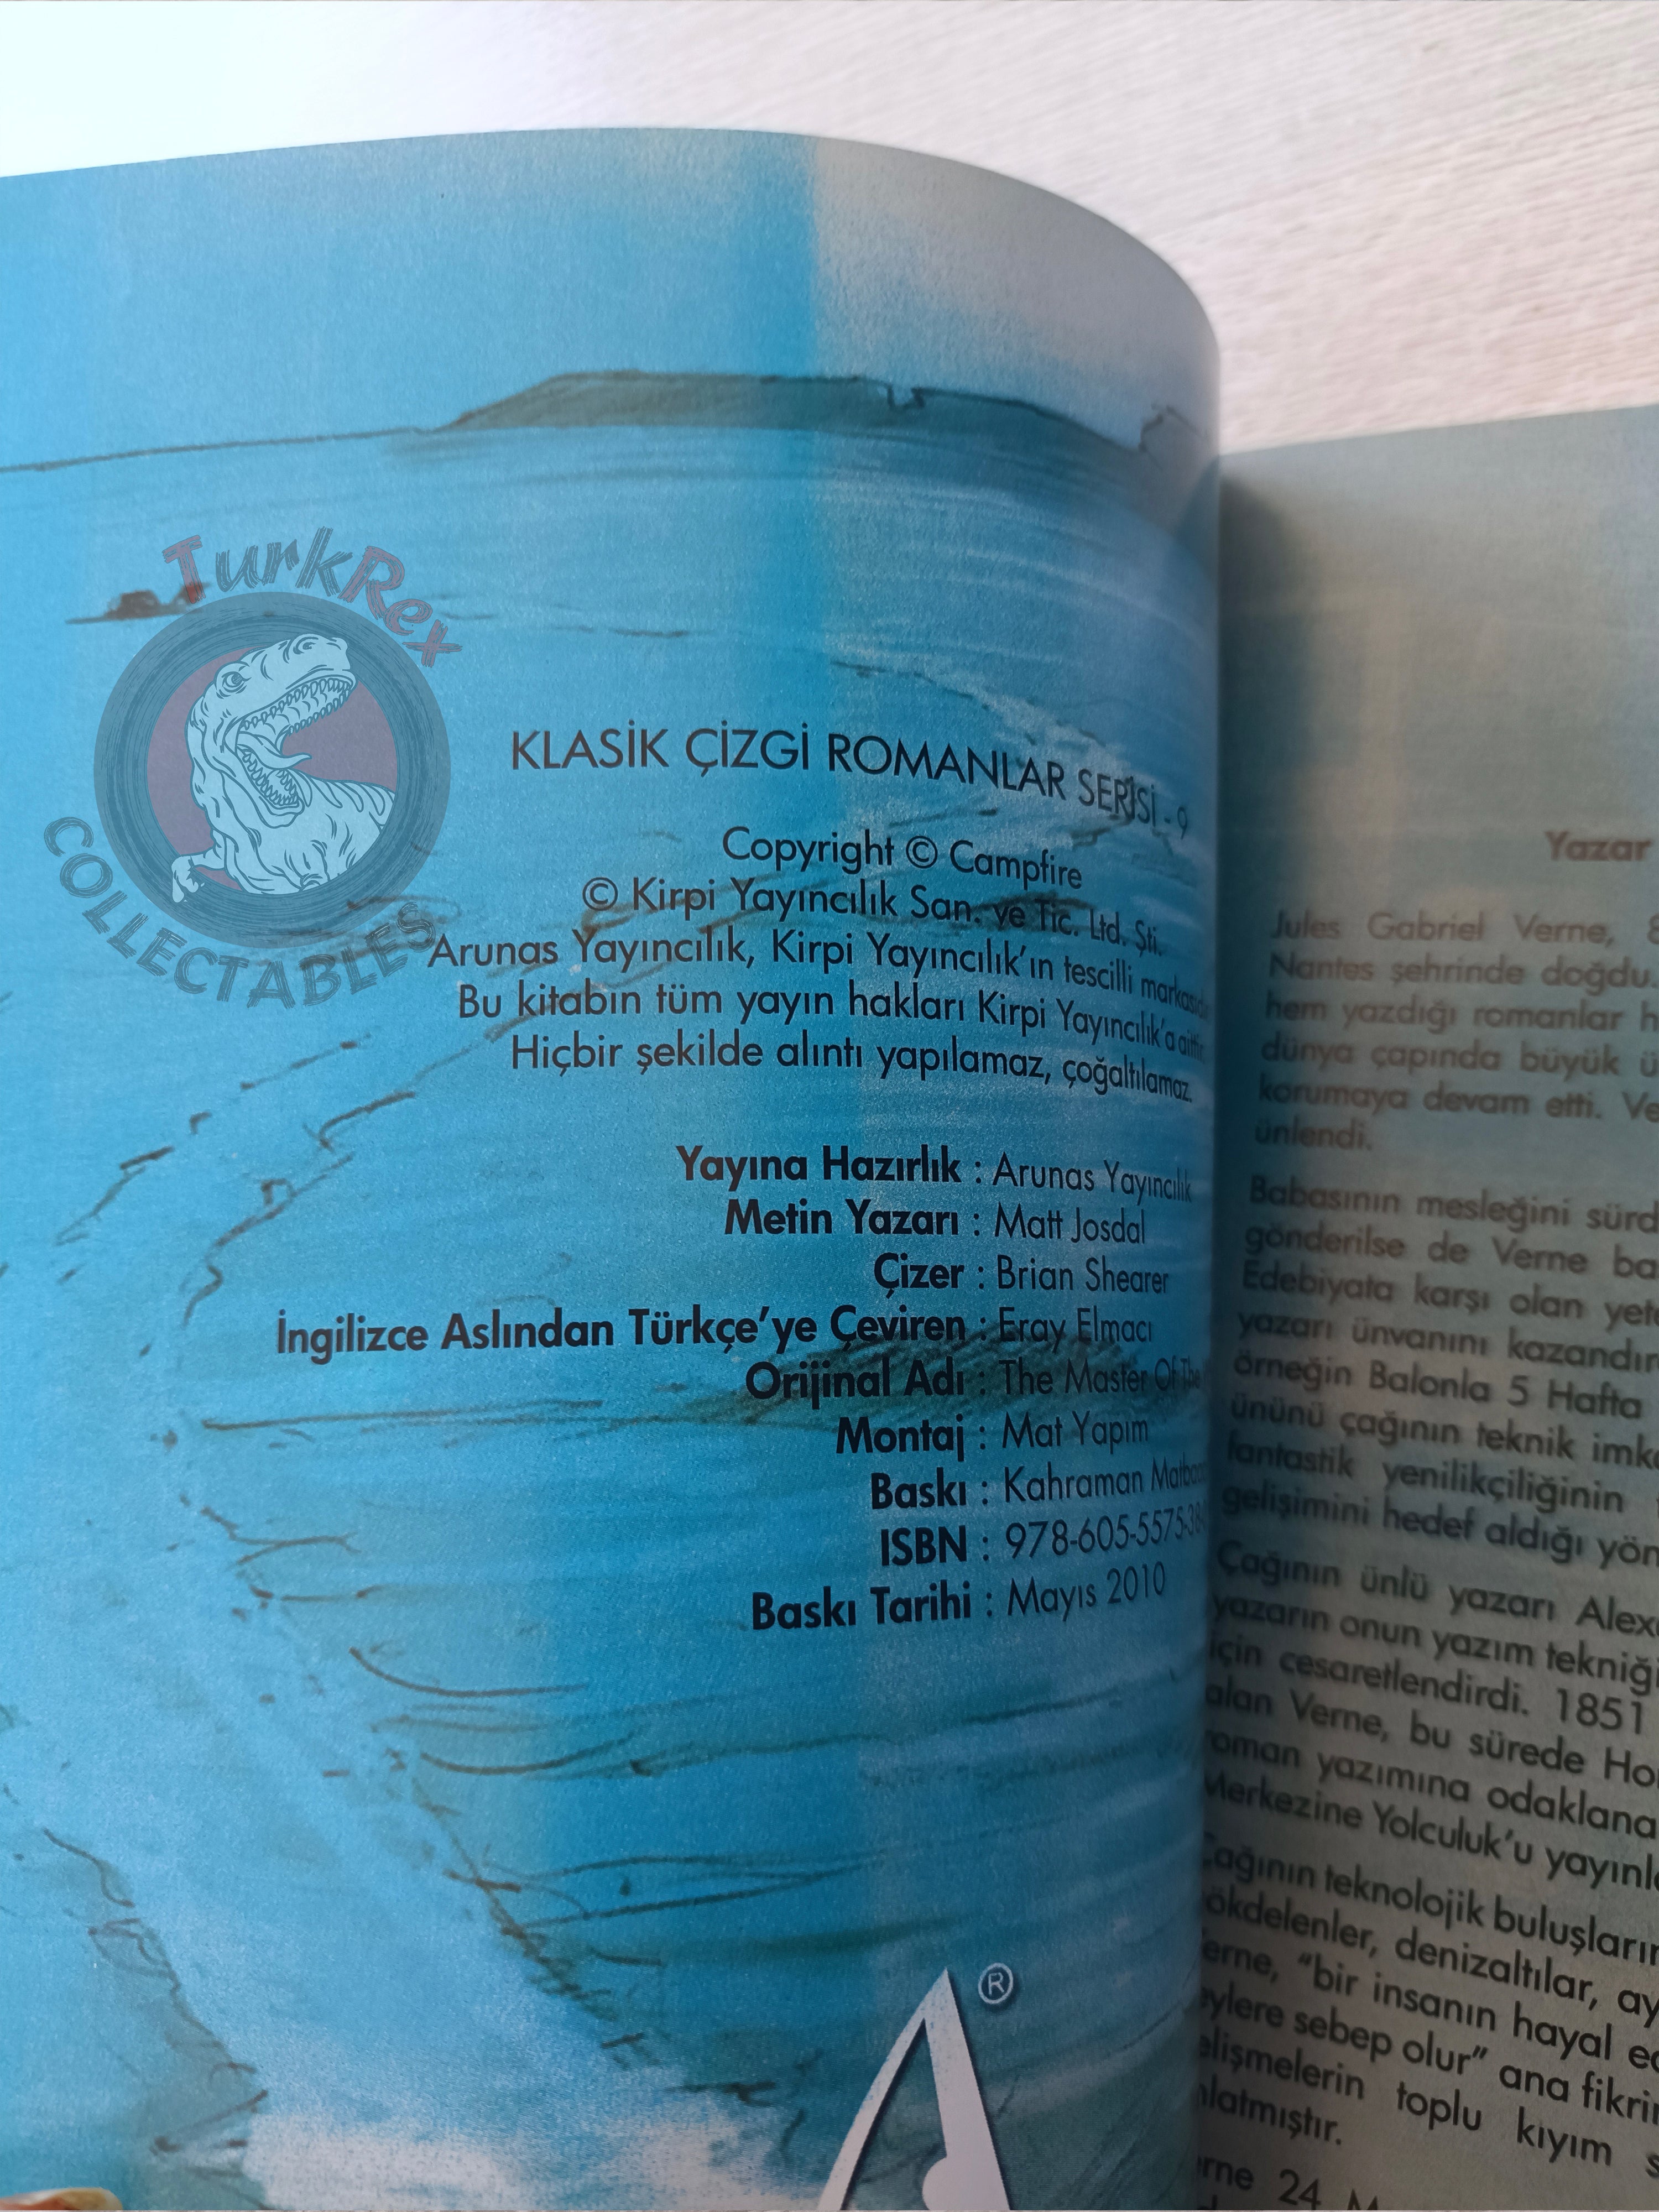 TurkRex
COLLECTABLES
KLASİK ÇİZGİ ROMANLAR SERİSİ - 9
Copyright © Campfire
© Kirpi Yayıncılık San. ve Tic. Ltd. Şti.
Arunas Yayıncılık, Kirpi Yayıncılık'ın tescilli
Bu kitabın tüm yayın hakları Kirpi Yayıncılık'a aittir.
Hiçbir şekilde alıntı yapılamaz, çoğaltılamaz.
Yayına Hazırlık : Arunas Yayıncılık
Metin Yazarı : Matt Josdal
Çizer : Brian Shearer
İngilizce Aslından Türkçe'ye Çeviren : Eray Elmacı
Orijinal Adı : The Master Of The
Montaj : Mat Yapım
Baskı : Kahraman
ISBN : 978-605-5575-
Baskı Tarihi : Mayıs 2010
®
Yazar
Jules Gabriel Verne, 8
Nantes şehrinde doğdu.
hem yazdığı romanlar
dünya çapında büyük
korumaya devam etti.
ünlendi.
Babasının mesleğini
gönderilse de Verne
Edebiyata karşı olan
yazarı ünvanını
örneğin Balonla 5 Hafta
ününü çağının teknik
fantastik yenilikçiliğinin
gelişimini hedef aldığı
Çağının ünlü yazarı
yazarın onun yazım
için cesaretlendirdi. 1851
alan Verne, bu sürede
roman yazımına
Merkezine Yolculuk'u
Çağının teknolojik
denizaltılar,
"bir insanın hayal
sebep olur" ana
toplu kıyım
24